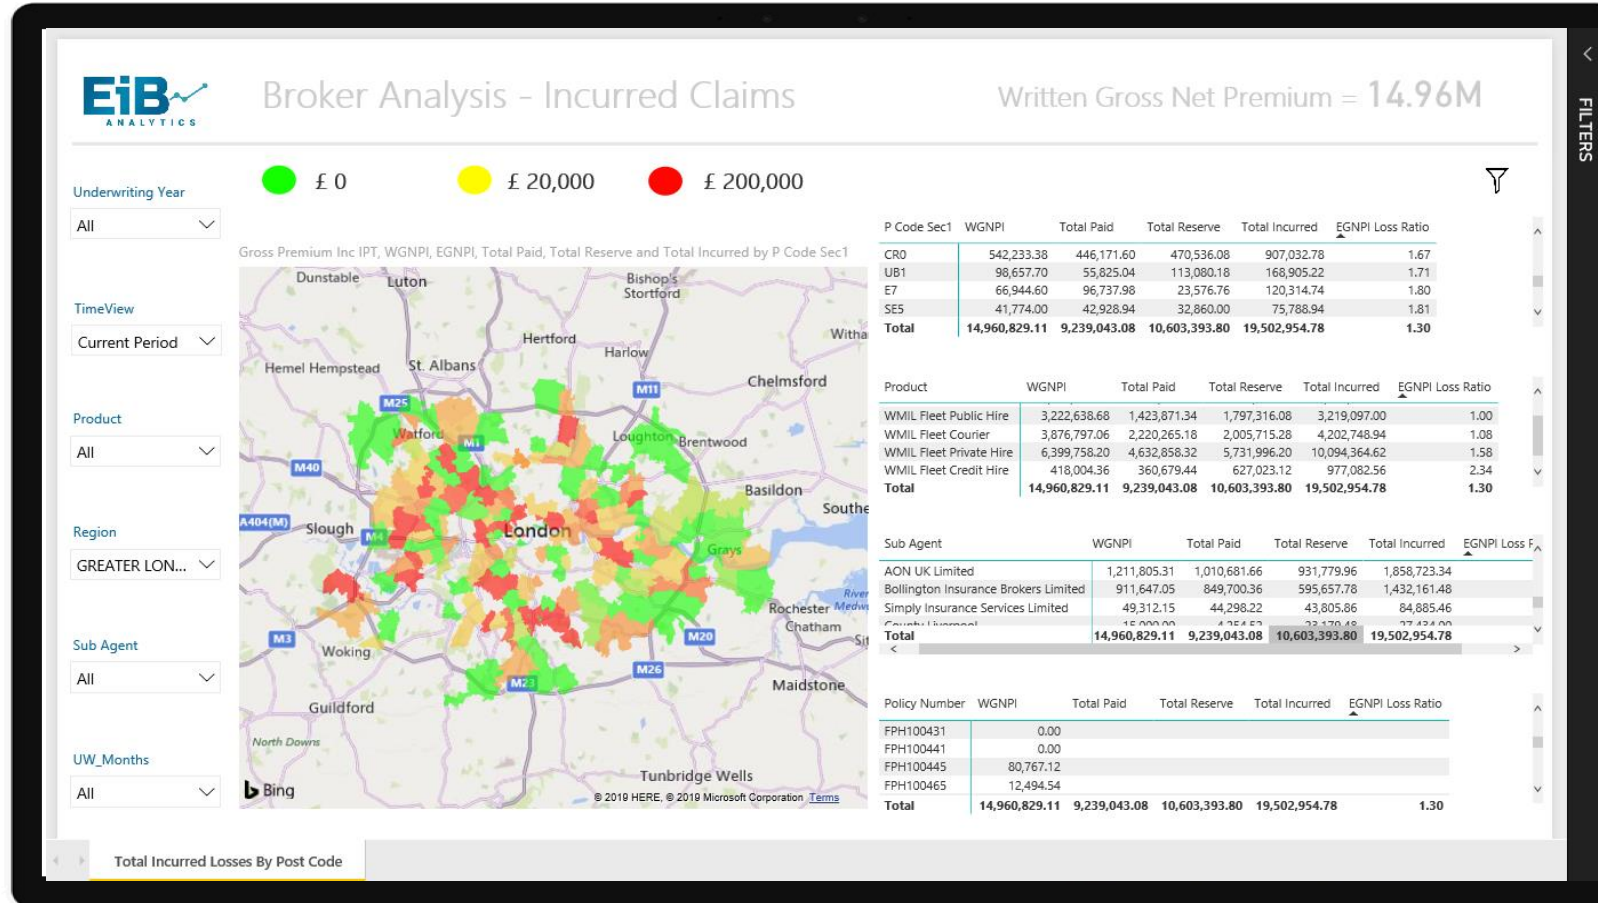 EiB
ANALYTICS
Broker Analysis - Incurred Claims
Written Gross Net Premium = 14.96M
FILTERS
£ 0
£ 20,000
£ 200,000
Underwriting Year
All
TimeView
Current Period
Product
All
Region
GREATER LON...
Sub Agent
All
UW_Months
All
Gross Premium Inc IPT, WGNPI, EGNPI, Total Paid, Total Reserve and Total Incurred by P Code Sec1
Dunstable
Luton
Bishop's
Stortford
Hertford
Witha
Harlow
Hemel Hempstead
St. Albans
Chelmsford
M11
M25
Watford
M1
Loughton
Brentwood
M40
Basildon
Southe
A404(M)
Slough
M4
London
Grays
River
Medw
Rochester
Chatham
Sit
M3
M20
Woking
M26
M23
Maidstone
Guildford
North Downs
Tunbridge Wells
Bing
© 2019 HERE, © 2019 Microsoft Corporation Terms
P Code Sec1 WGNPI Total Paid Total Reserve Total Incurred EGNPI Loss Ratio
CR0 542,233.38 446,171.60 470,536.08 907,032.78 1.67
UB1 98,657.70 55,825.04 113,080.18 168,905.22 1.71
E7 66,944.60 96,737.98 23,576.76 120,314.74 1.80
SE5 41,774.00 42,928.94 32,860.00 75,788.94 1.81
Total 14,960,829.11 9,239,043.08 10,603,393.80 19,502,954.78 1.30
Product WGNPI Total Paid Total Reserve Total Incurred EGNPI Loss Ratio
WMIL Fleet Public Hire 3,222,638.68 1,423,871.34 1,797,316.08 3,219,097.00 1.00
WMIL Fleet Courier 3,876,797.06 2,220,265.18 2,005,715.28 4,202,748.94 1.08
WMIL Fleet Private Hire 6,399,758.20 4,632,858.32 5,731,996.20 10,094,364.62 1.58
WMIL Fleet Credit Hire 418,004.36 360,679.44 627,023.12 977,082.56 2.34
Total 14,960,829.11 9,239,043.08 10,603,393.80 19,502,954.78 1.30
Sub Agent WGNPI Total Paid Total Reserve Total Incurred EGNPI Loss
AON UK Limited 1,211,805.31 1,010,681.66 931,779.96 1,858,723.34
Bollington Insurance Brokers Limited 911,647.05 849,700.36 595,657.78 1,432,161.48
Simply Insurance Services Limited 49,312.15 44,298.22 43,805.86 84,885.46
Total 14,960,829.11 9,239,043.08 10,603,393.80 19,502,954.78
Policy Number WGNPI Total Paid Total Reserve Total Incurred EGNPI Loss Ratio
FPH100431 0.00
FPH100441 0.00
FPH100445 80,767.12
FPH100465 12,494.54
Total 14,960,829.11 9,239,043.08 10,603,393.80 19,502,954.78 1.30
Total Incurred Losses By Post Code